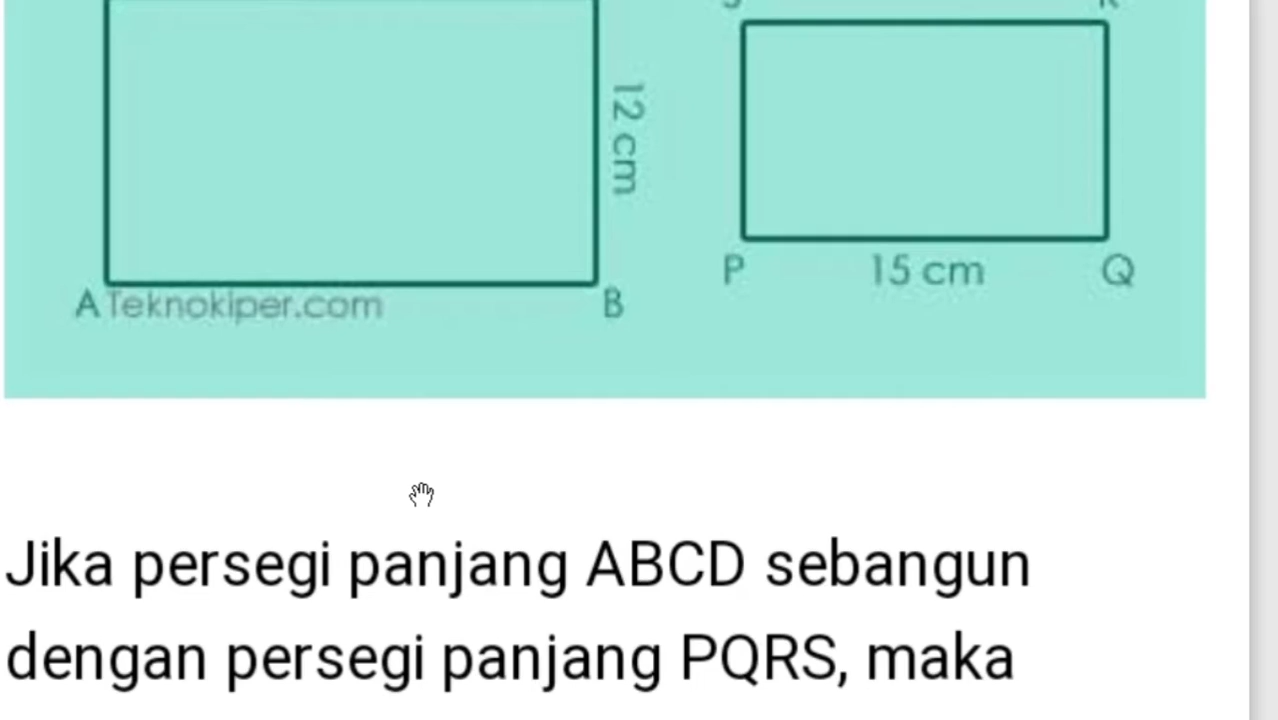 12 cm
P 15 cm Q
A Teknokiper.com B
Jika persegi panjang ABCD sebangun
dengan persegi panjang PQRS, maka